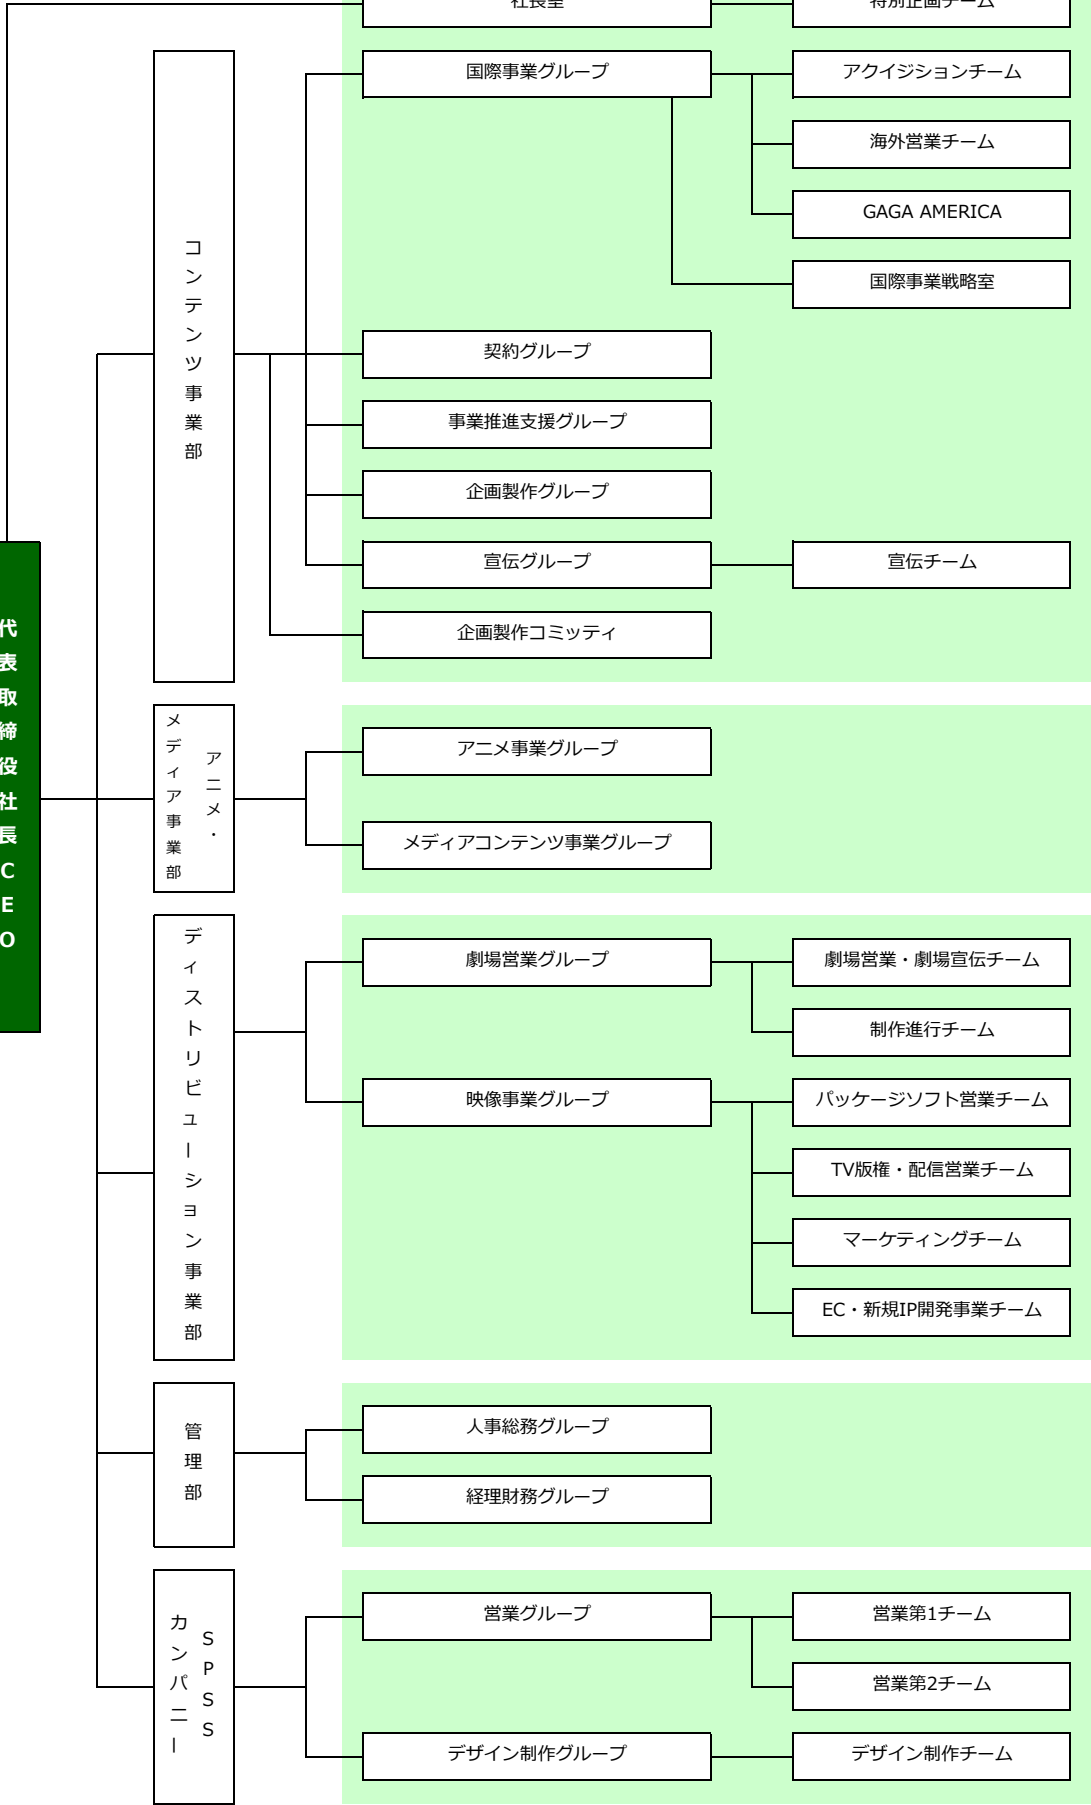 社長室
特別企画チーム
国際事業グループ
アクイジションチーム
海外営業チーム
GAGA AMERICA
国際事業戦略室
コンテンツ事業部
契約グループ
事業推進支援グループ
企画製作グループ
宣伝グループ
宣伝チーム
企画製作コミッティ
代表取締役社長CEO
アニメ・
メディア事業部
アニメ事業グループ
メディアコンテンツ事業グループ
ディストリビューション事業部
劇場営業グループ
劇場営業・劇場宣伝チーム
制作進行チーム
映像事業グループ
パッケージソフト営業チーム
TV版権・配信営業チーム
マーケティングチーム
EC・新規IP開発事業チーム
管理部
人事総務グループ
経理財務グループ
SPSS
カンパニー
営業グループ
営業第1チーム
営業第2チーム
デザイン制作グループ
デザイン制作チーム